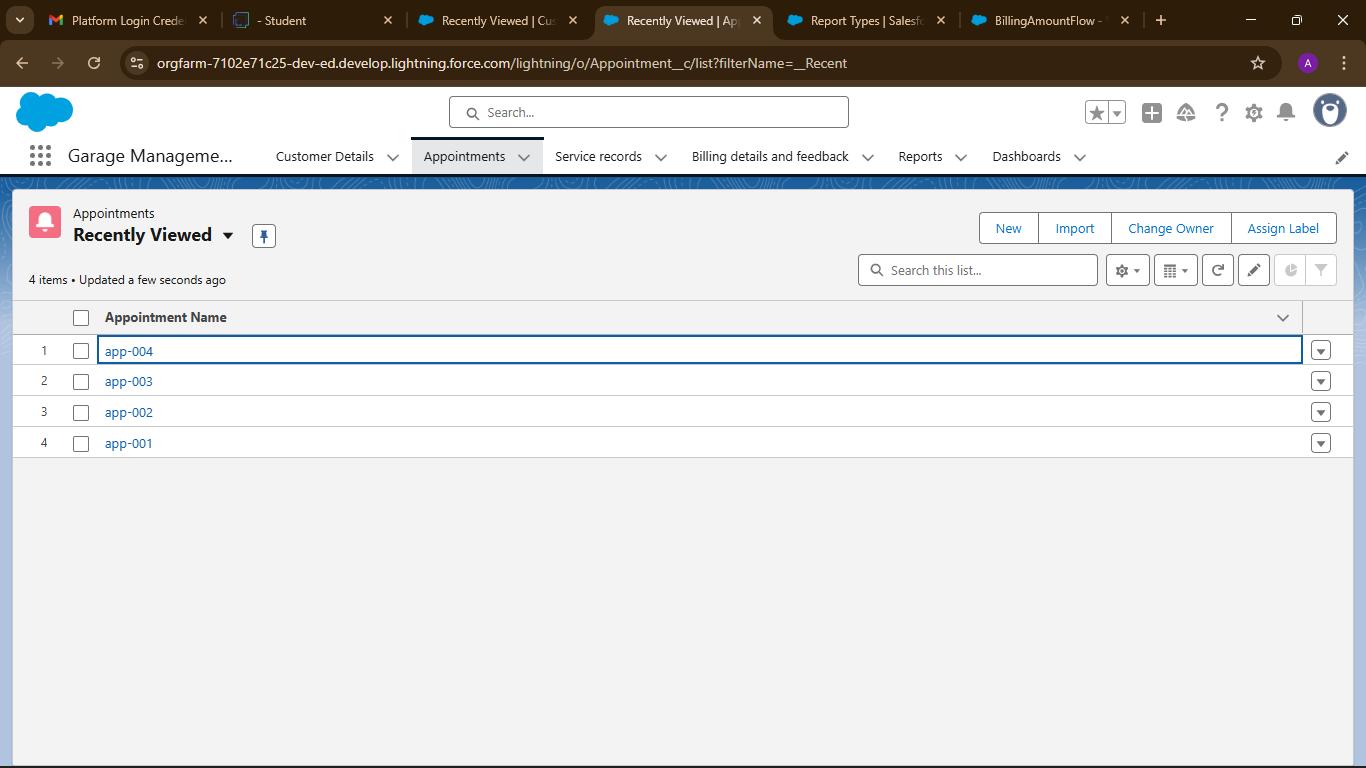 Platform Login Crede
- Student
Recently Viewed | Cus
Recently Viewed | Ap
Report Types | Salesfo
BillingAmountFlow -
orgfarm-7102e71c25-dev-ed.develop.lightning.force.com/lightning/o/Appointment__c/list?filterName=__Recent
A
Search...
Garage Manageme...
Customer Details
Appointments
Service records
Billing details and feedback
Reports
Dashboards
Appointments
Recently Viewed
New
Import
Change Owner
Assign Label
4 items • Updated a few seconds ago
Search this list...
Appointment Name
1 app-004
2 app-003
3 app-002
4 app-001